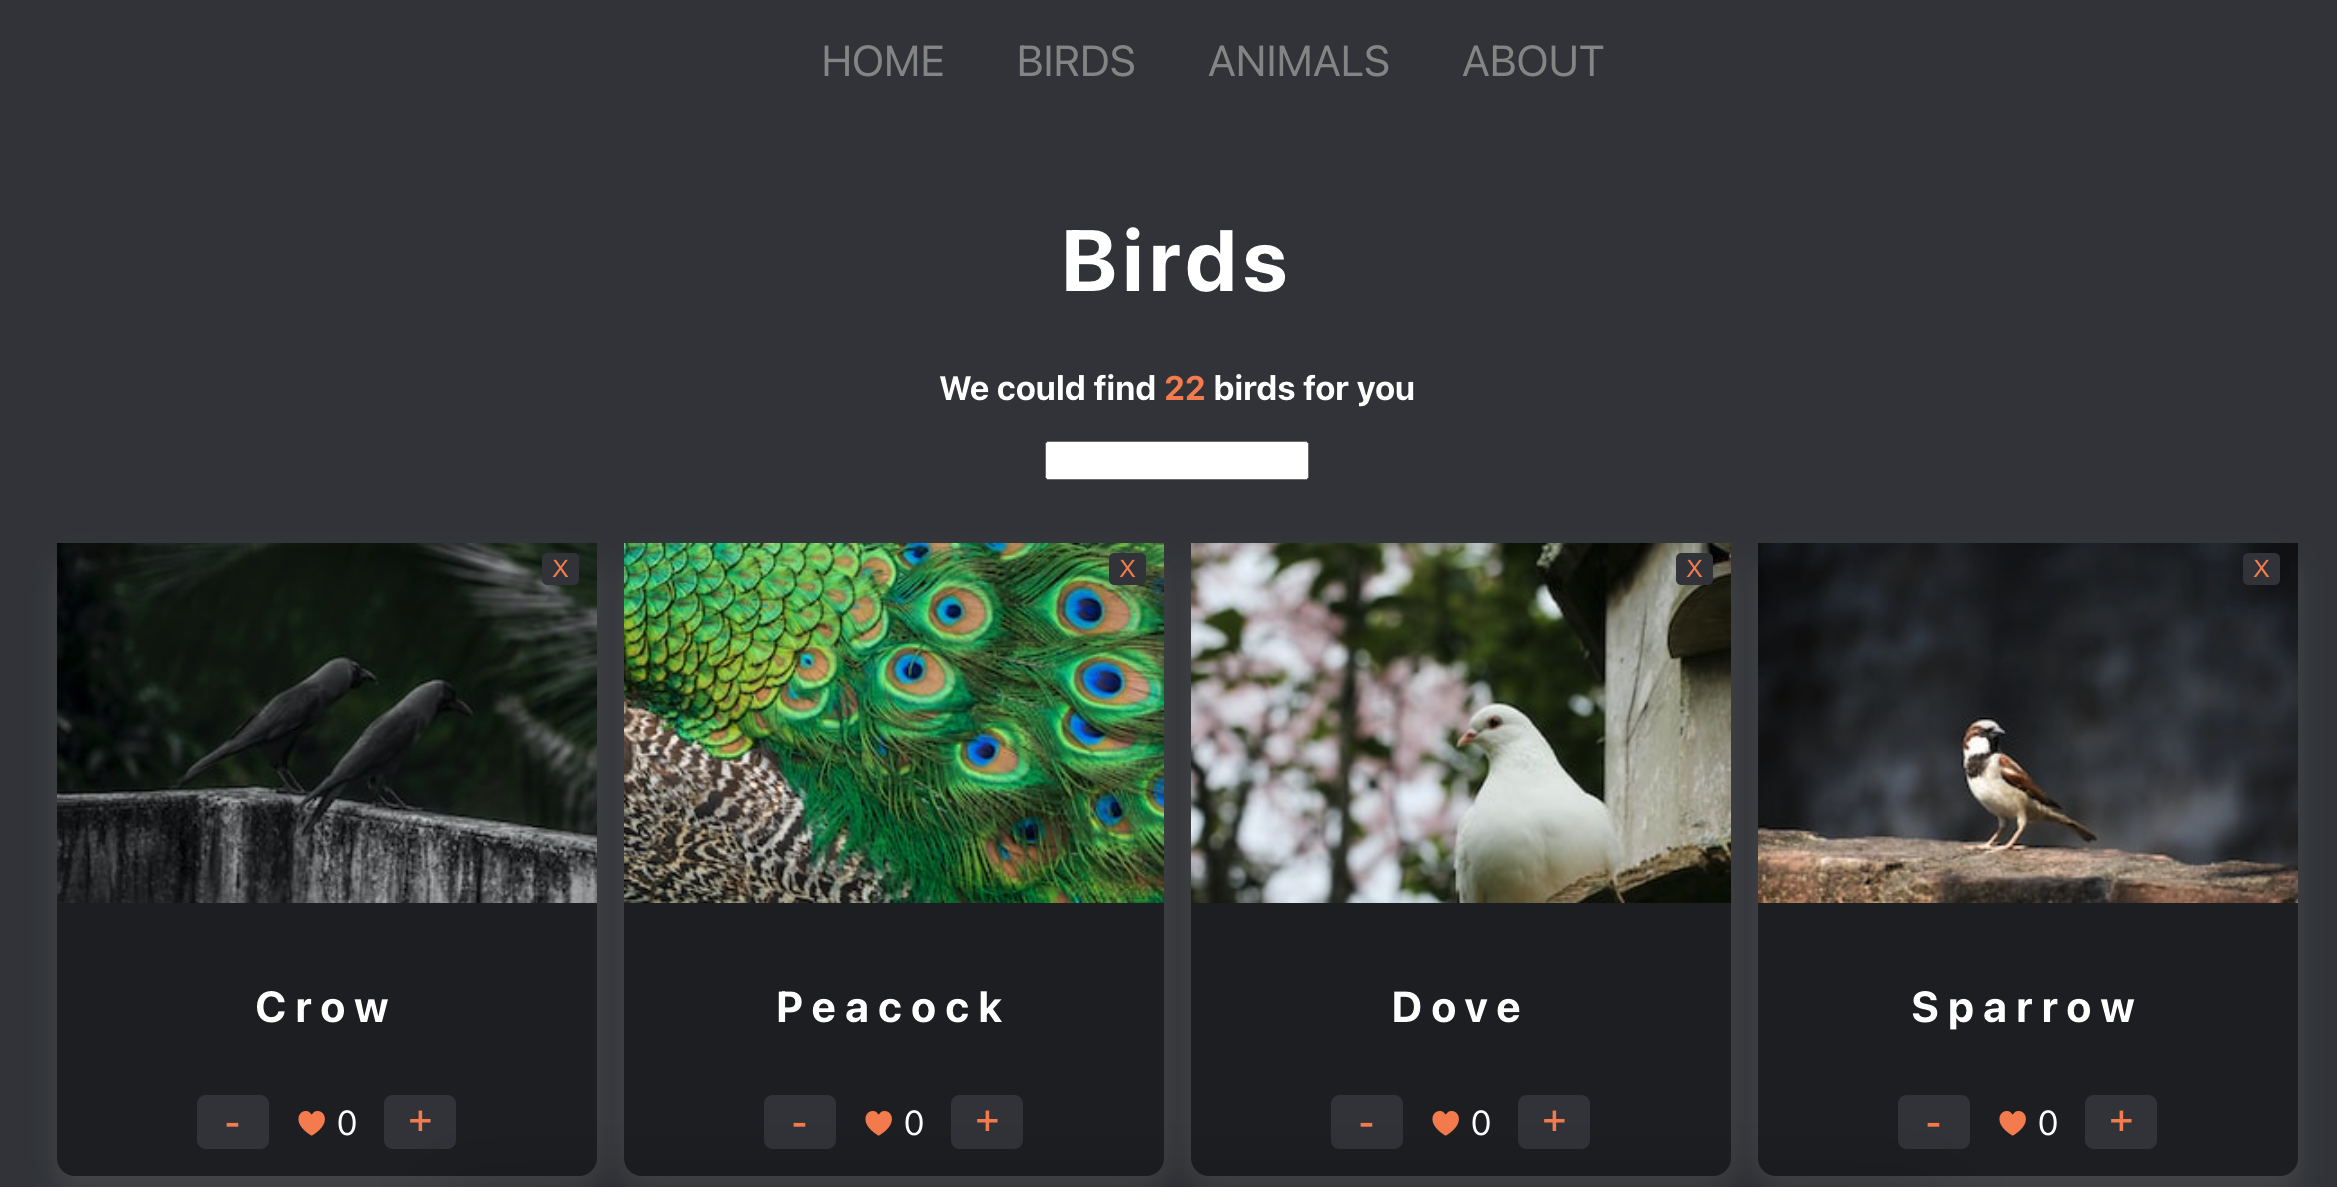 HOME BIRDS ANIMALS ABOUT
Birds
We could find 22 birds for you
X X X X
Crow Peacock Dove Sparrow
- 0 + - 0 + - 0 + - 0 +